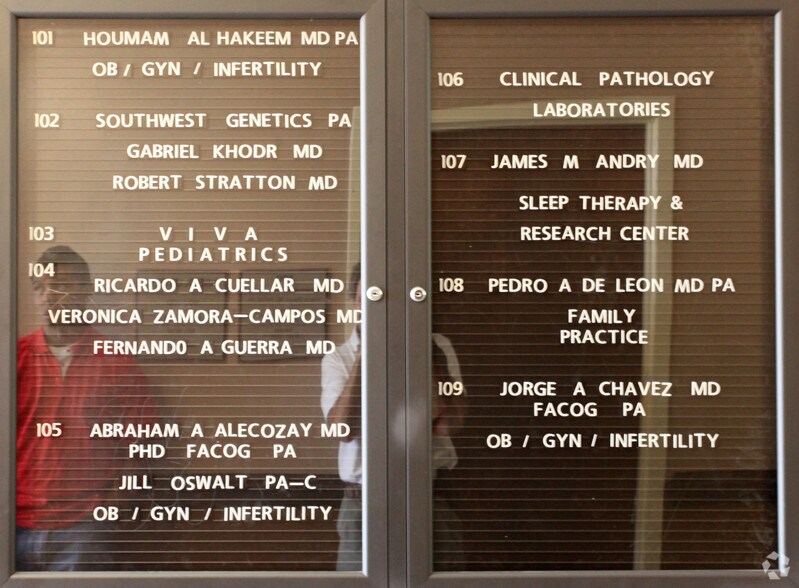 101 HOUMAM AL HAKEEM MD PA
OB / GYN / INFERTILITY
102 SOUTHWEST GENETICS PA
GABRIEL KHODR MD
ROBERT STRATTON MD
103 V I V A
PEDIATRICS
104
RICARDO A CUELLAR MD
VERONICA ZAMORA-CAMPOS MD
FERNANDO A GUERRA MD
105 ABRAHAM A ALECOZAY MD
PHD FACOG PA
JILL OSWALT PA-C
OB / GYN / INFERTILITY
106 CLINICAL PATHOLOGY
LABORATORIES
107 JAMES M ANDRY MD
SLEEP THERAPY &
RESEARCH CENTER
108 PEDRO A DE LEON MD PA
FAMILY
PRACTICE
109 JORGE A CHAVEZ MD
FACOG PA
OB / GYN / INFERTILITY